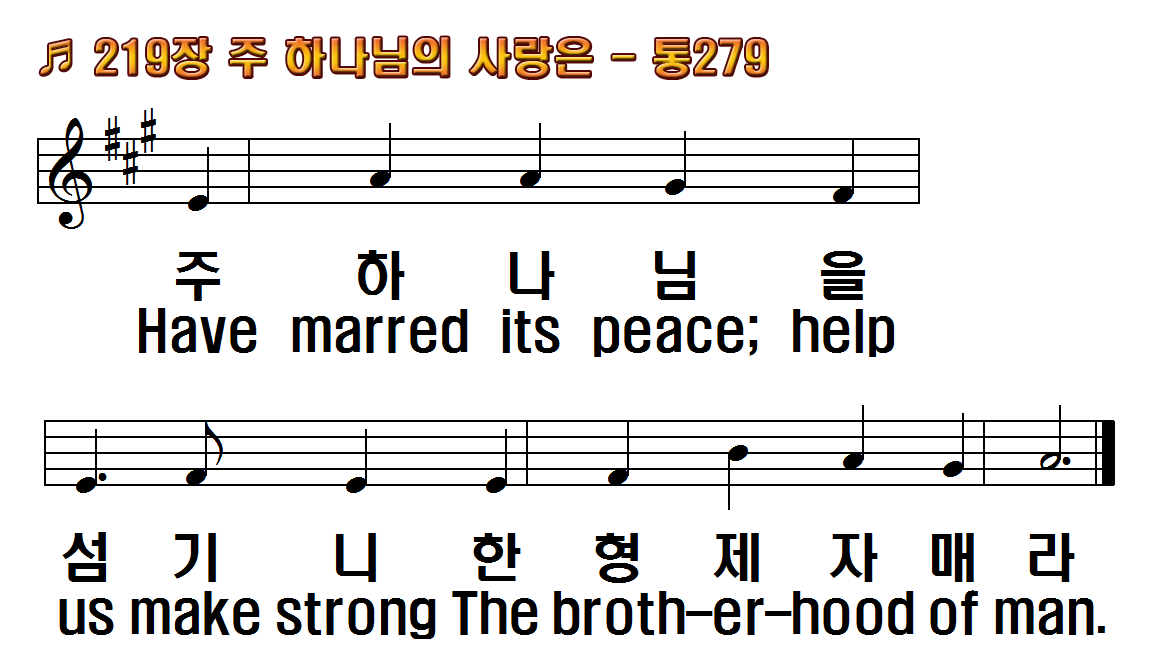 ♬ 219장 주 하나님의 사랑은 - 통279
주 하 나 님 을
Have marred its peace; help
섬 기 니 한 형 제 자 매 라
us make strong The broth-er-hood of man.